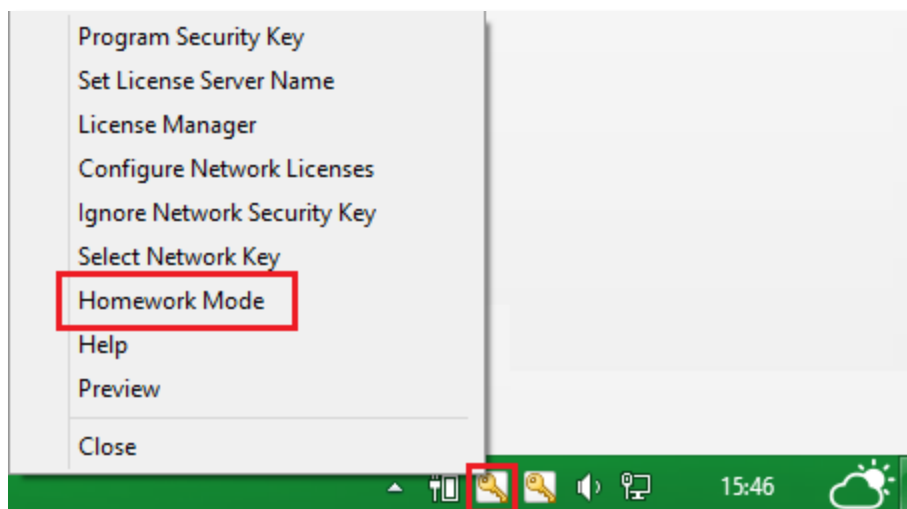 Program Security Key
Set License Server Name
License Manager
Configure Network Licenses
Ignore Network Security Key
Select Network Key
Homework Mode
Help
Preview
Close
15:46